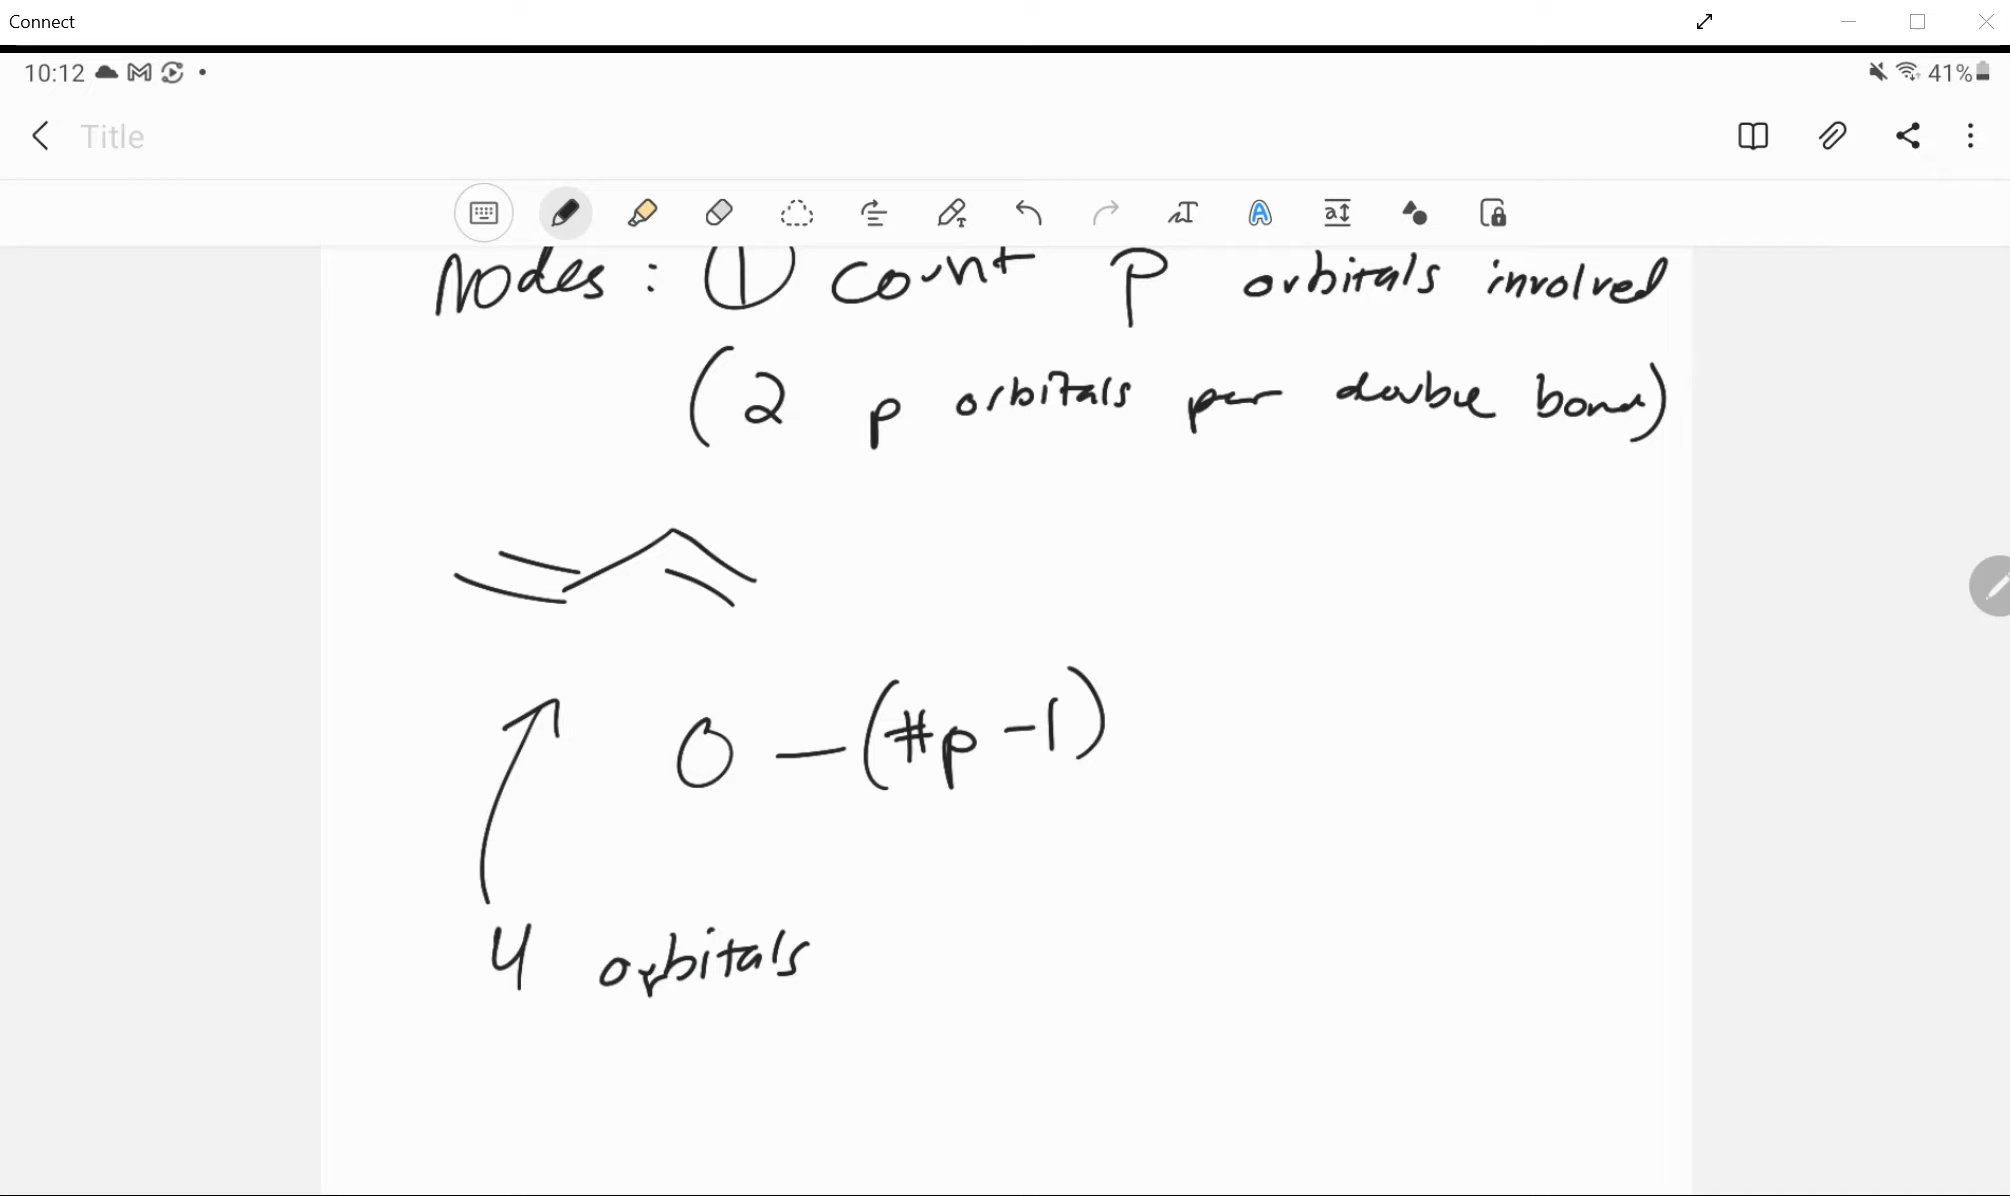 Connect
10:12
41%
Title
Nodes: ① count P orbitals involved
(2 p orbitals per double bond)
0 — (#p -1)
4 orbitals